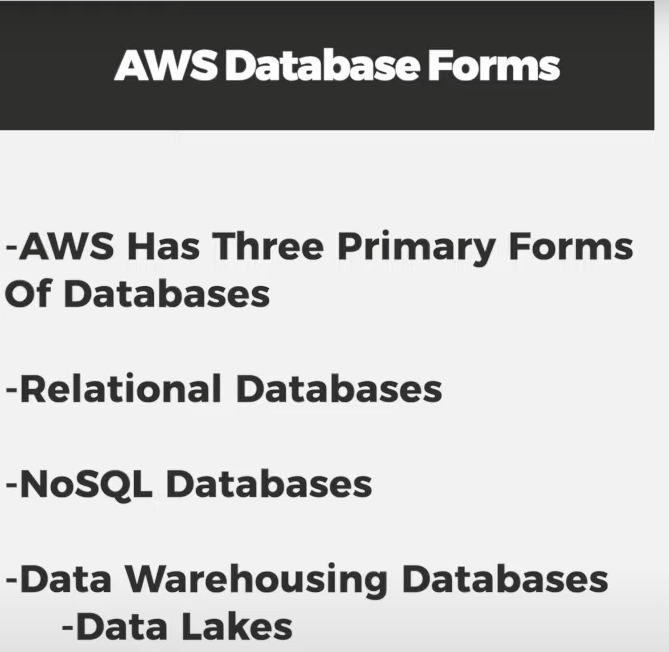 AWS Database Forms
-AWS Has Three Primary Forms
Of Databases
-Relational Databases
-NoSQL Databases
-Data Warehousing Databases
-Data Lakes